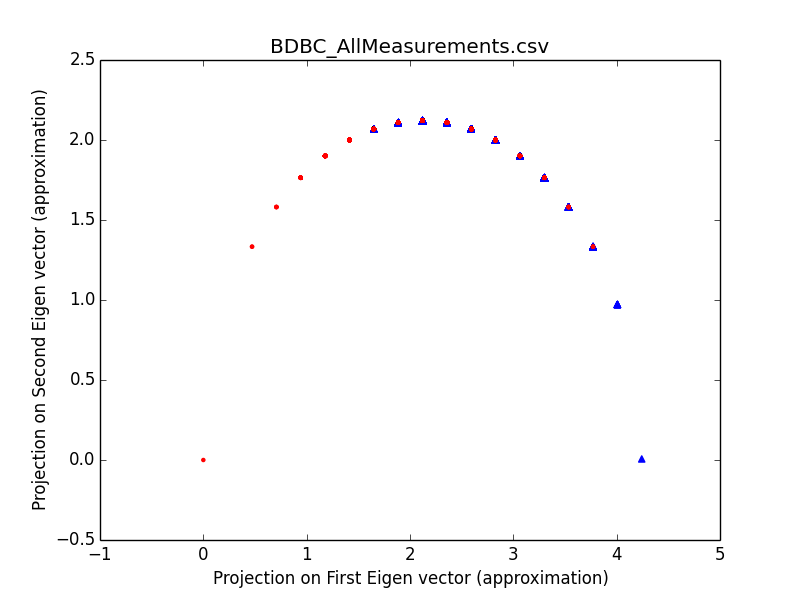 BDBC_AllMeasurements.csv
2.5
2.0
1.5
1.0
0.5
0.0
−0.5
Projection on Second Eigen vector (approximation)
−1 0 1 2 3 4 5
Projection on First Eigen vector (approximation)